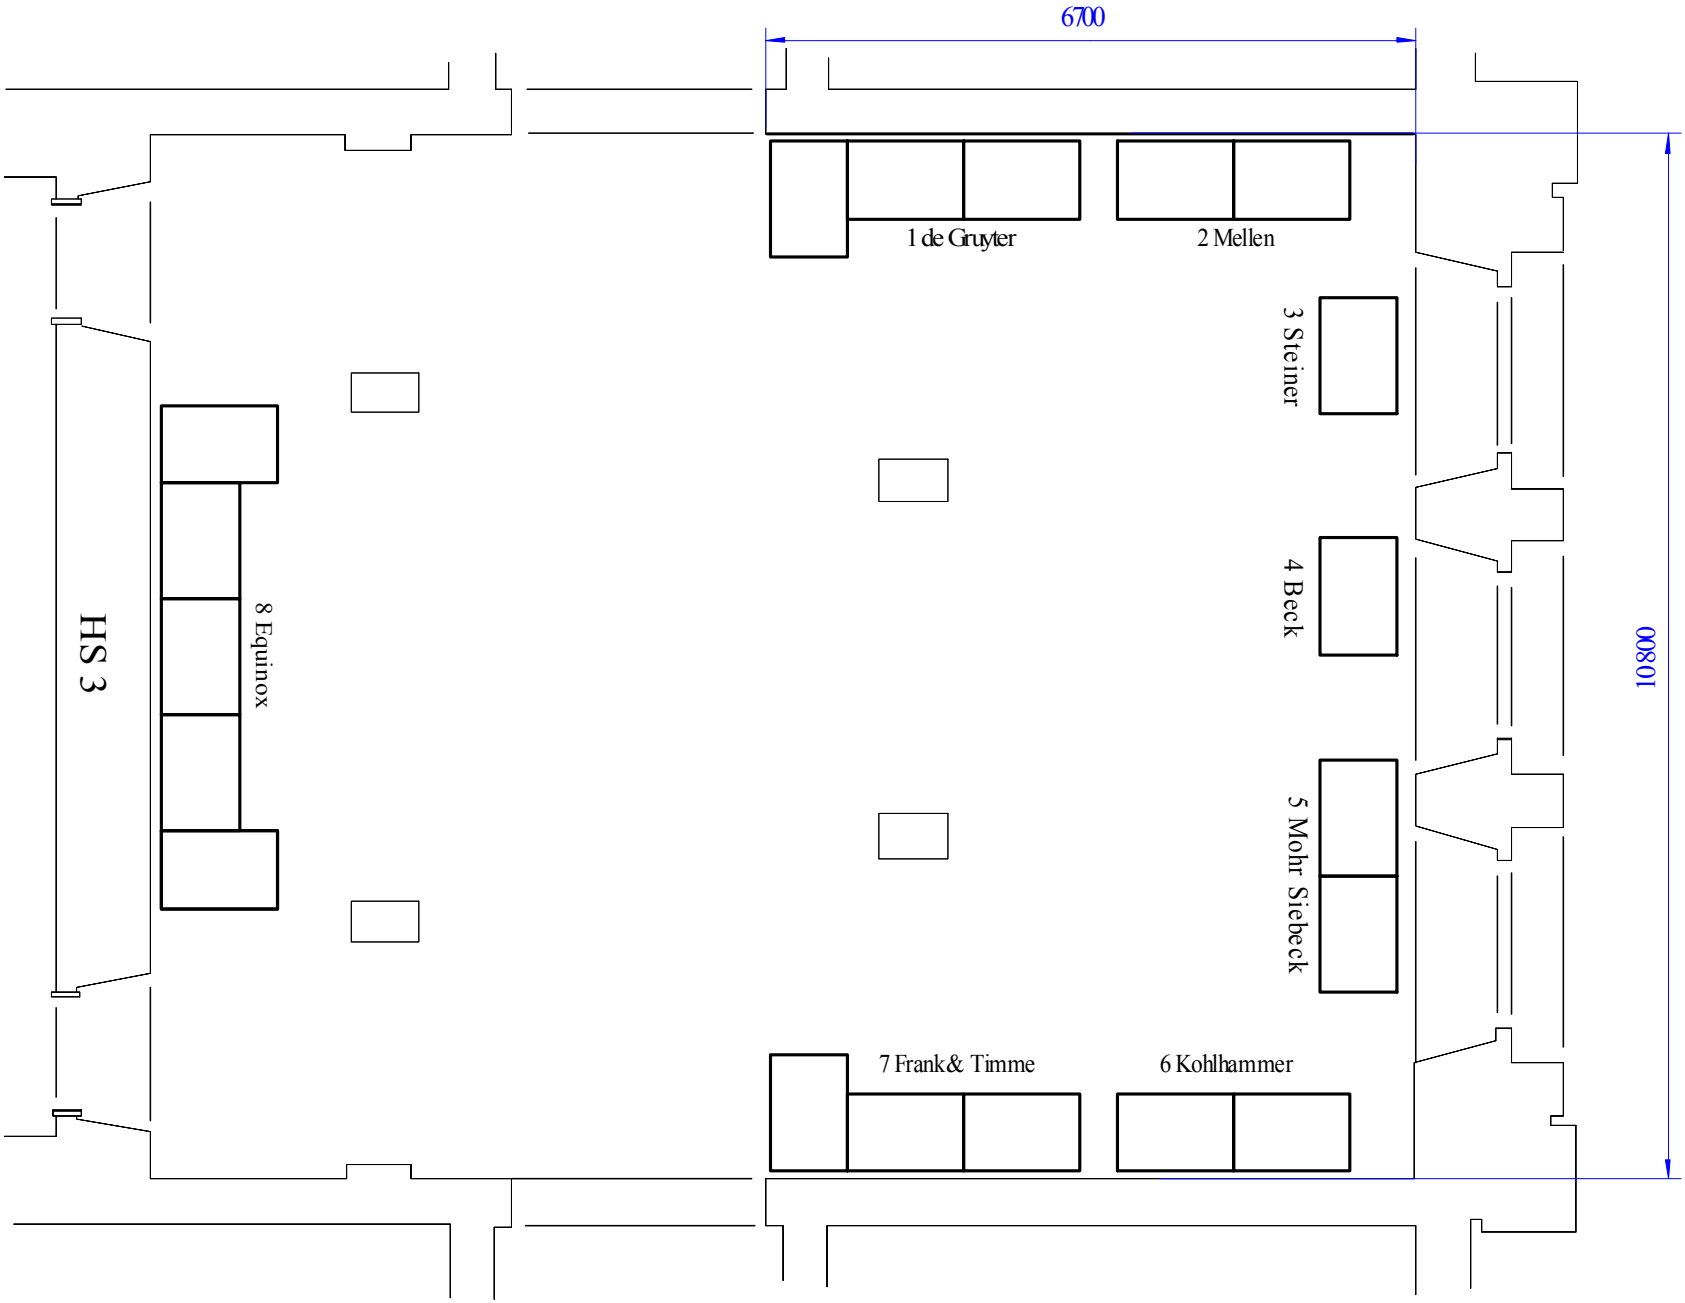 6700
1 de Gruyter
2 Mellen
3 Steiner
4 Beck
10800
HS 3
8 Equinox
5 Mohr Siebeck
7 Frank& Timme
6 Kohlhammer